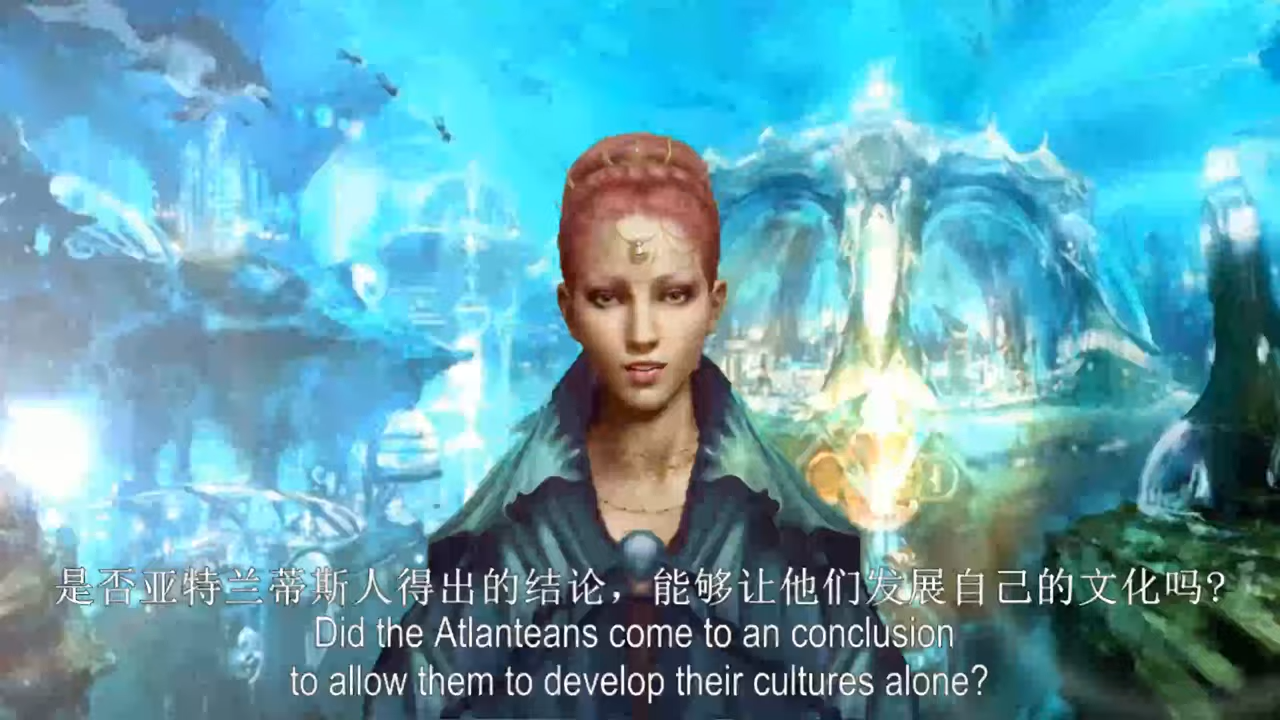 是否亚特兰蒂斯人得出的结论，能够让他们发展自己的文化吗?
Did the Atlanteans come to an conclusion
to allow them to develop their cultures alone?